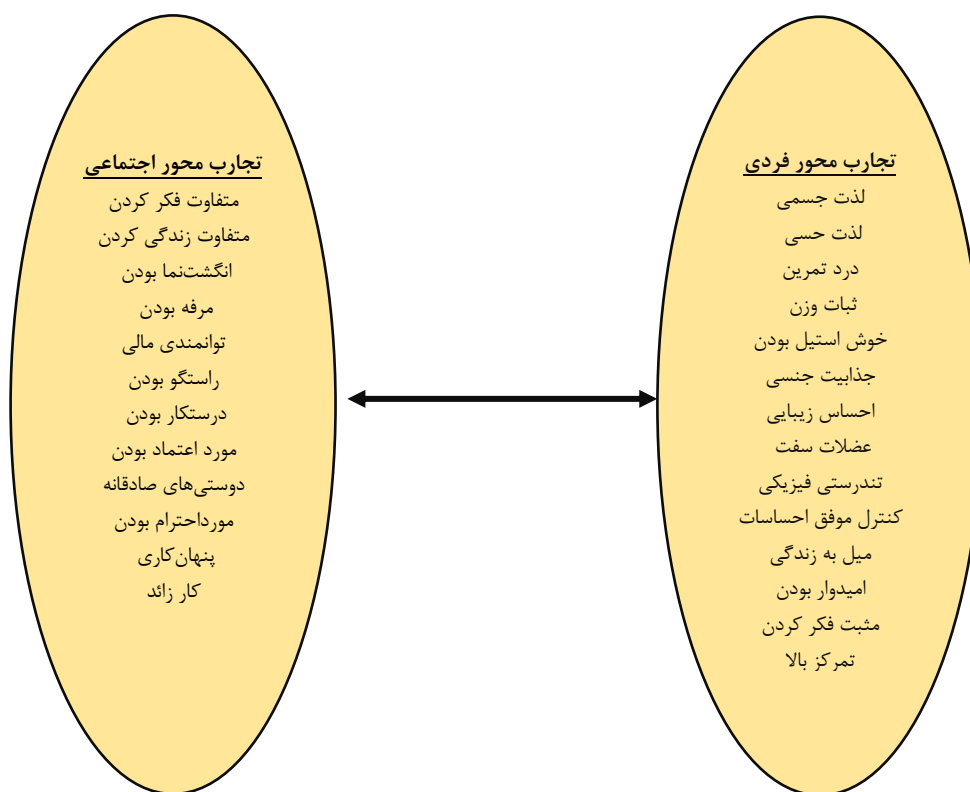 تجارب محور فردی
لذت جسمی
لذت حسی
درد تمرین
ثبات وزن
خوش استیل بودن
جذابیت جنسی
احساس زیبایی
عضلات سفت
تندرستی فیزیکی
کنترل موفق احساسات
میل به زندگی
امیدوار بودن
مثبت فکر کردن
تمرکز بالا
تجارب محور اجتماعی
متفاوت فکر کردن
متفاوت زندگی کردن
انگشت‌نما بودن
مرفه بودن
توانمندی مالی
راستگو بودن
درستکار بودن
مورد اعتماد بودن
دوستی‌های صادقانه
مورداحترام بودن
پنهان‌کاری
کار زائد